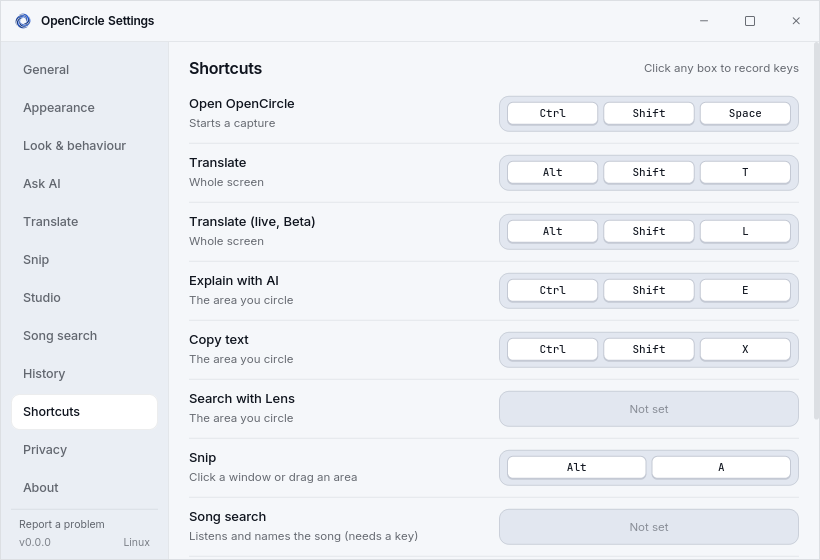 OpenCircle Settings
General
Appearance
Look & behaviour
Ask AI
Translate
Snip
Studio
Song search
History
Shortcuts
Privacy
About
Report a problem
v0.0.0 Linux
Shortcuts Click any box to record keys
Open OpenCircle
Starts a capture
Ctrl Shift Space
Translate
Whole screen
Alt Shift T
Translate (live, Beta)
Whole screen
Alt Shift L
Explain with AI
The area you circle
Ctrl Shift E
Copy text
The area you circle
Ctrl Shift X
Search with Lens
The area you circle
Not set
Snip
Click a window or drag an area
Alt A
Song search
Listens and names the song (needs a key)
Not set